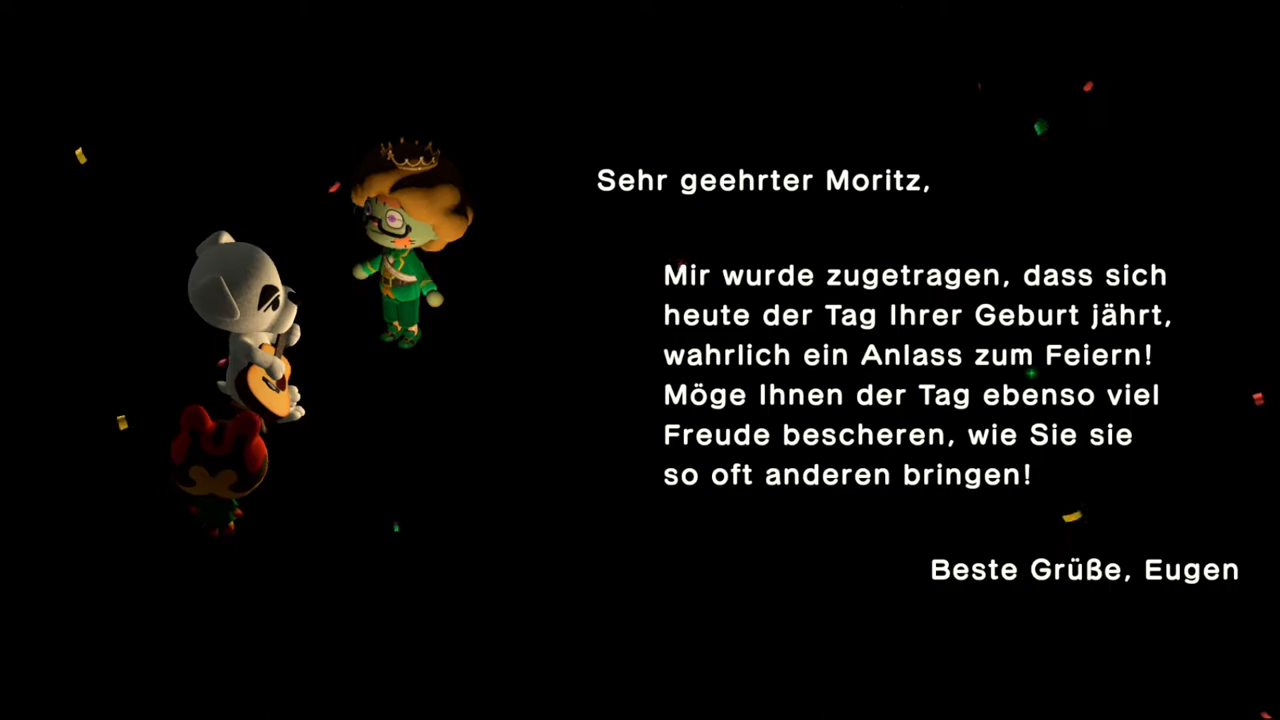 Sehr geehrter Moritz,
Mir wurde zugetragen, dass sich
heute der Tag Ihrer Geburt jährt,
wahrlich ein Anlass zum Feiern!
Möge Ihnen der Tag ebenso viel
Freude bescheren, wie Sie sie
so oft anderen bringen!
Beste Grüße, Eugen